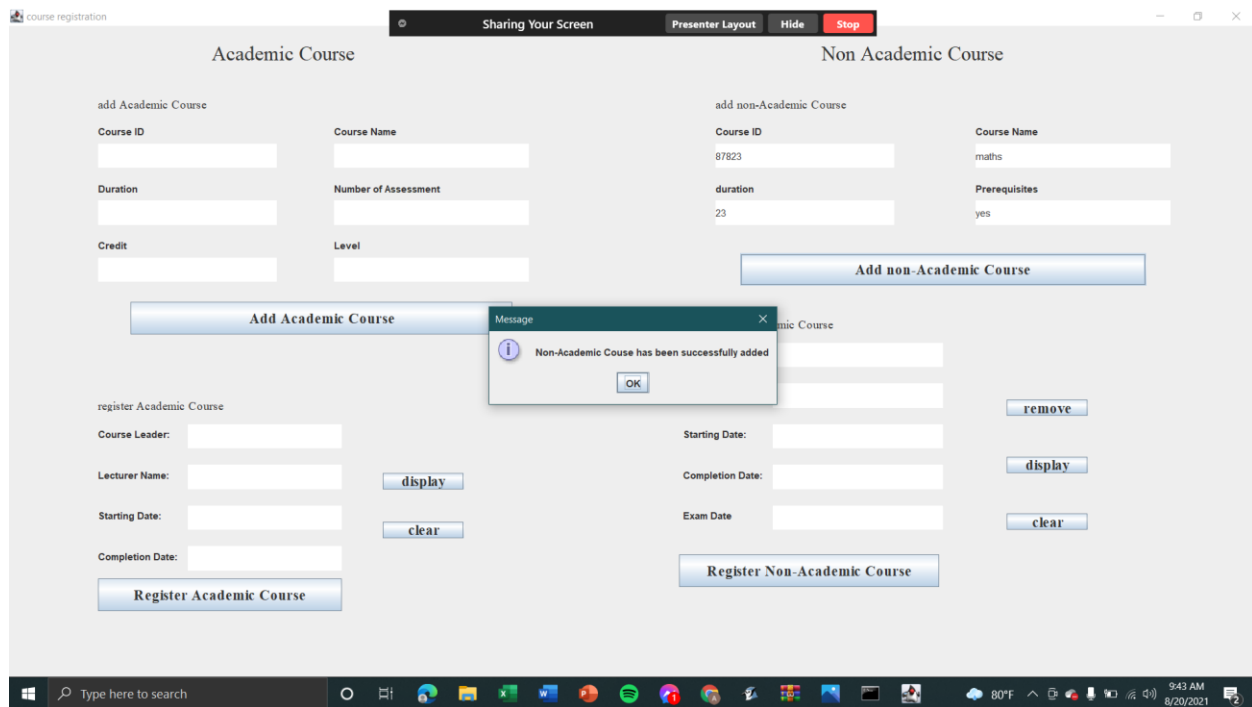 course registration
Sharing Your Screen
Presenter Layout
Hide
Stop
Academic Course
Non Academic Course
add Academic Course
Course ID
Course Name
Duration
Number of Assessment
Credit
Level
Add Academic Course
add non-Academic Course
Course ID
Course Name
87823
maths
duration
Prerequisites
23
yes
Add non-Academic Course
Message
Non-Academic Couse has been successfully added
OK
mic Course
register Academic Course
Course Leader:
Lecturer Name:
display
Starting Date:
clear
Completion Date:
Register Academic Course
remove
Starting Date:
Completion Date:
display
Exam Date
clear
Register Non-Academic Course
Type here to search
80°F
9:43 AM
8/20/2021